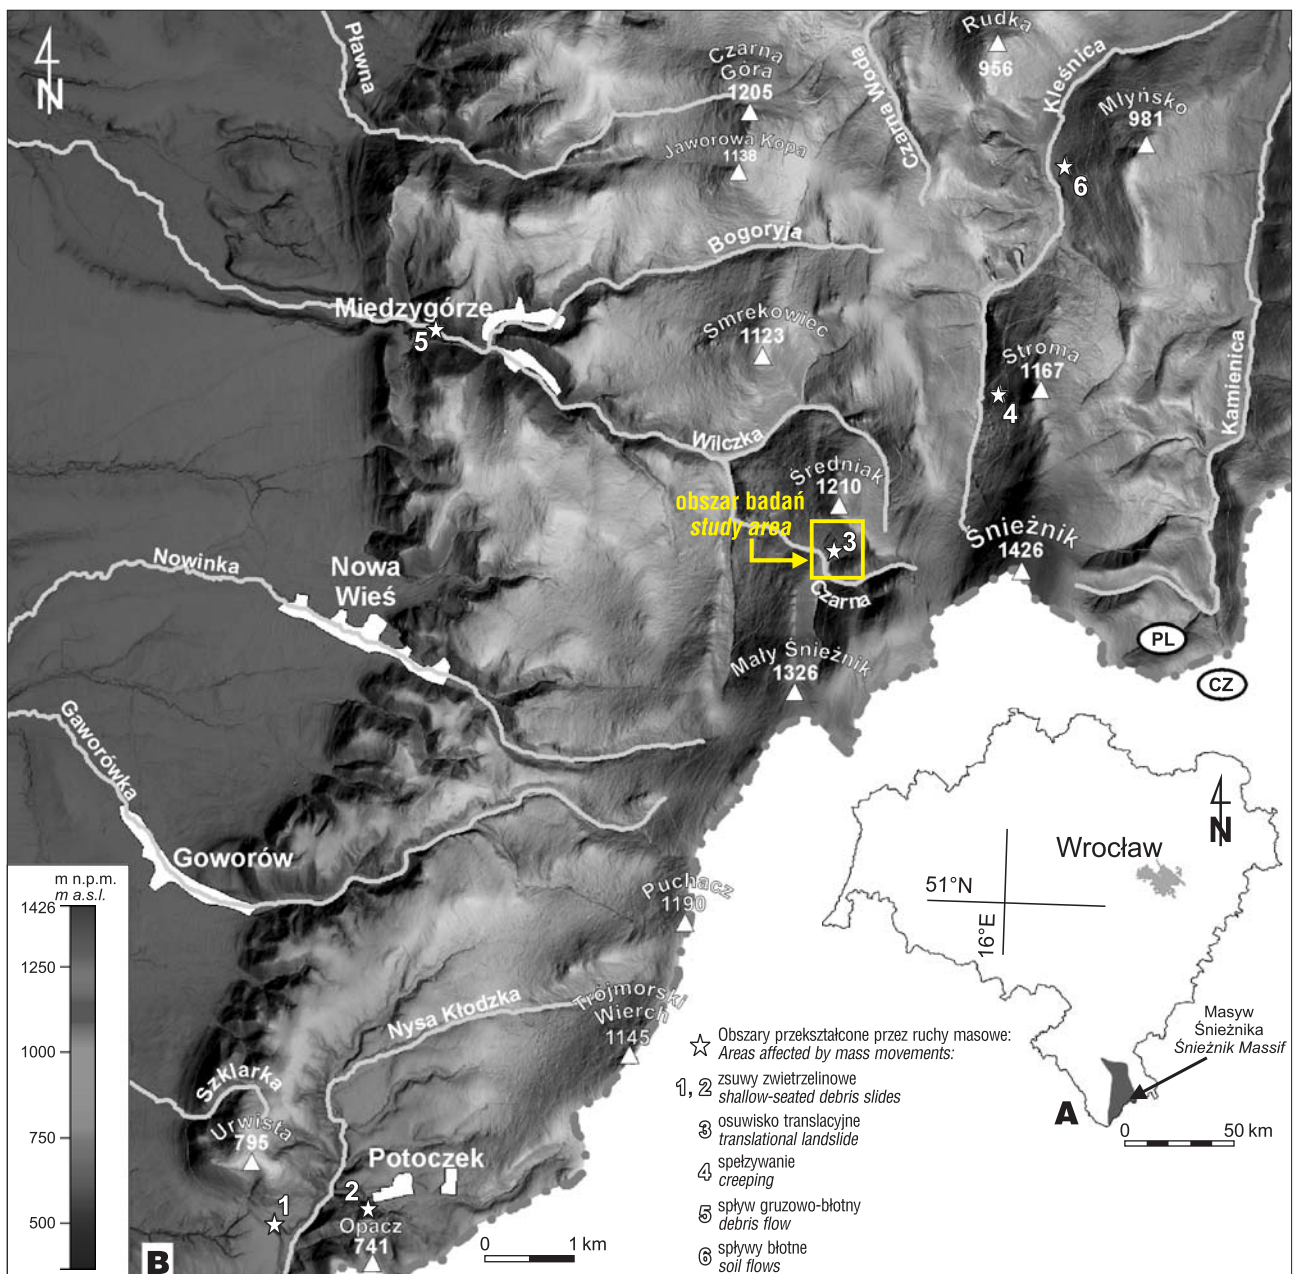 N
Pławna
Czarna
Góra
1205
Jaworowa Kopa
1138
Czarna Woda
Rudka
956
Kleśnica
Młyńsko
981
6
Bogoryja
Międzygórze
5
Smrekowiec
1123
Stroma
1167
4
Kamienica
Wilczka
Średniak
1210
obszar badań
study area
3
Czarna
Śnieżnik
1426
Nowinka
Nowa
Wieś
Mały Śnieżnik
1326
PL
CZ
Gaworówka
Goworów
Puchacz
1190
Nysa Kłodzka
Trójmorski
Wierch
1145
Szklarka
Urwista
795
1
2
Potoczek
Opacz
741
m n.p.m.
m a.s.l.
1426
1250
1000
750
500
B
0 1 km
N
Wrocław
51°N
16°E
Masyw
Śnieżnika
Śnieżnik Massif
A
0 50 km
Obszary przekształcone przez ruchy masowe:
Areas affected by mass movements:
1, 2 zsuwy zwietrzelinowe
shallow-seated debris slides
3 osuwisko translacyjne
translational landslide
4 spełzywanie
creeping
5 spływ gruzowo-błotny
debris flow
6 spływy błotne
soil flows